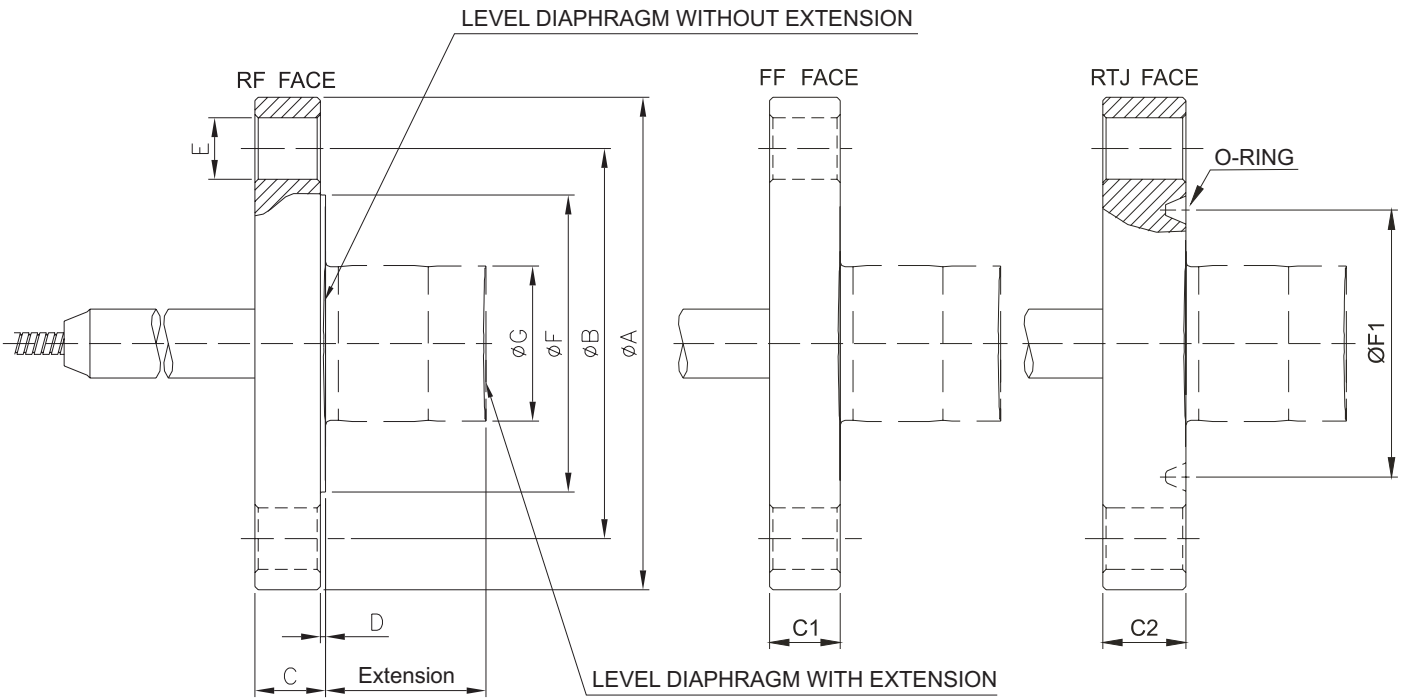 LEVEL DIAPHRAGM WITHOUT EXTENSION
RF FACE
FF FACE
RTJ FACE
E
O-RING
øG
øF
øB
øA
ØF1
D
C
Extension
C1
C2
LEVEL DIAPHRAGM WITH EXTENSION